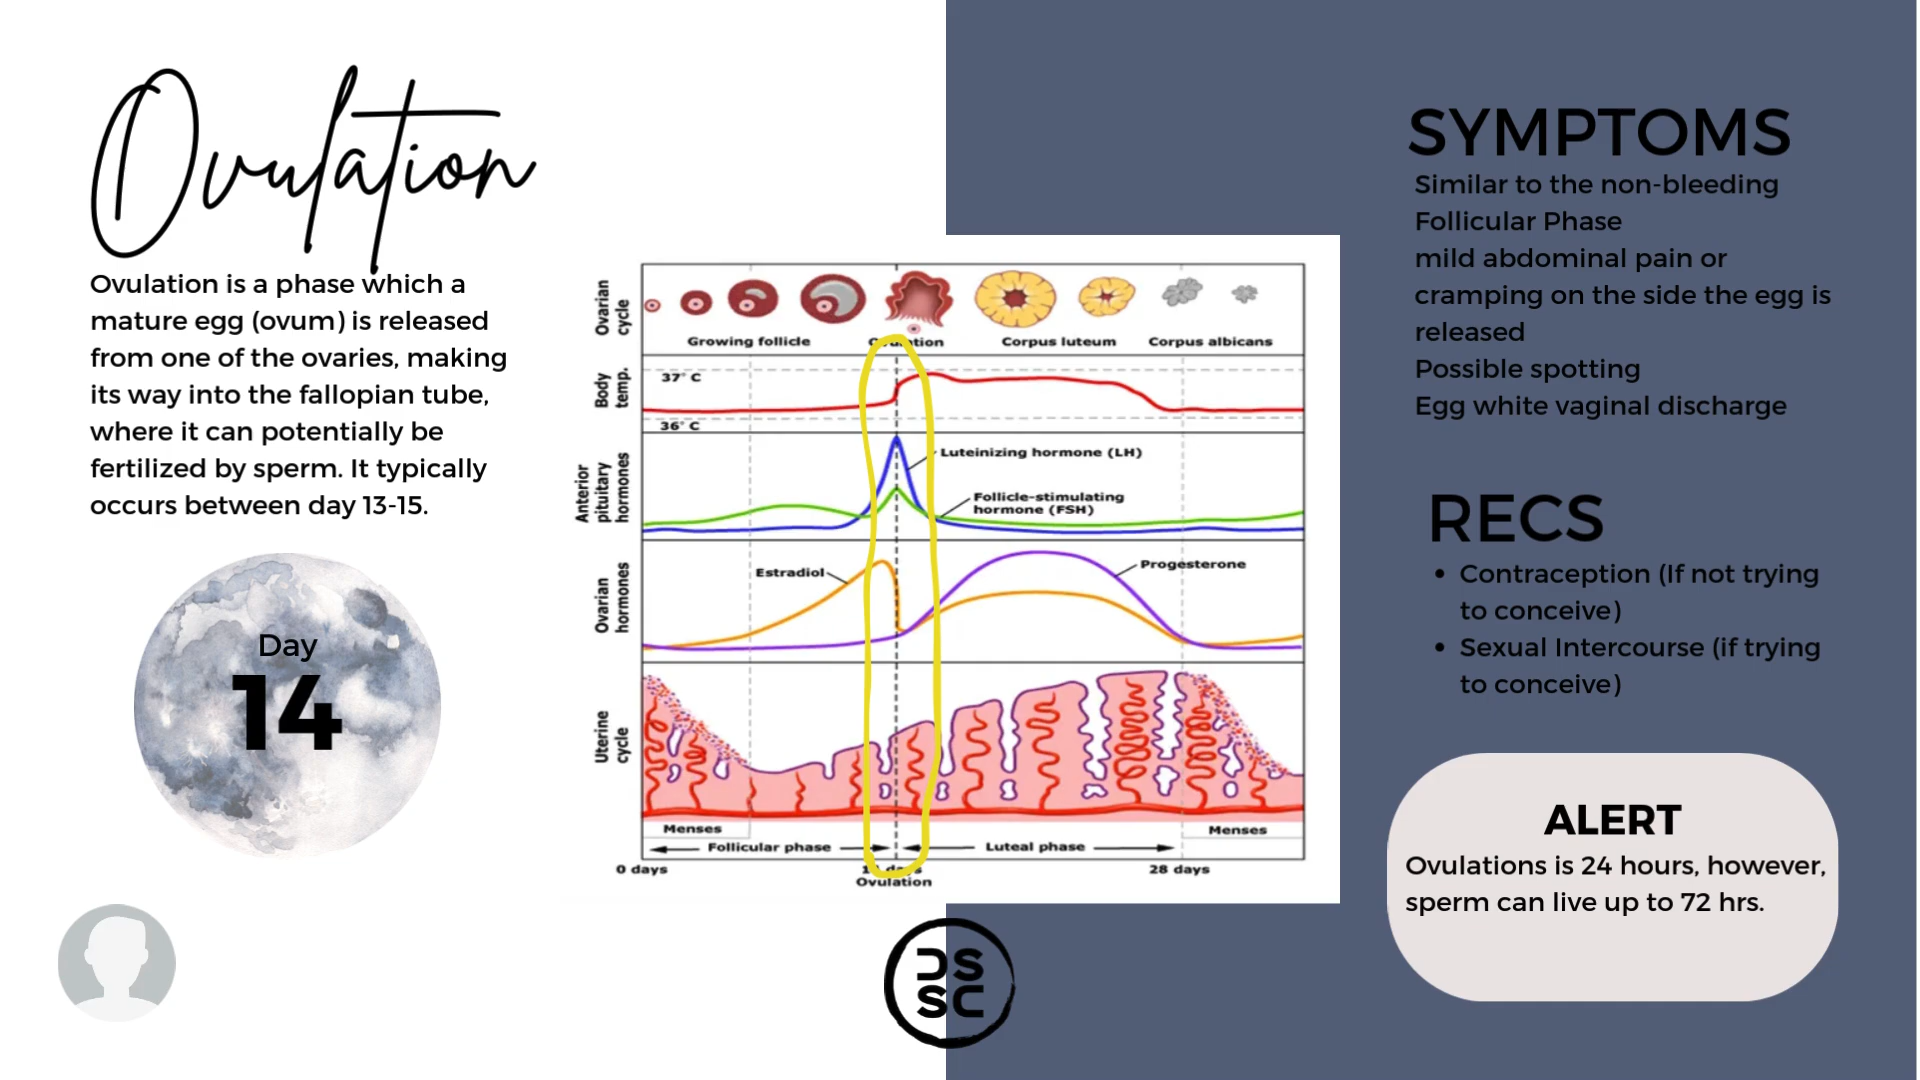 Ovulation
Ovulation is a phase which a
mature egg (ovum) is released
from one of the ovaries, making
its way into the fallopian tube,
where it can potentially be
fertilized by sperm. It typically
occurs between day 13-15.
Day
14
Ovarian
cycle
Growing follicle
Ovulation
Corpus luteum
Corpus albicans
Body
temp.
37° C
36° C
Anterior
pituitary
hormones
Luteinizing hormone (LH)
Follicle-stimulating
hormone (FSH)
Ovarian
hormones
Estradiol
Progesterone
Uterine
cycle
Menses
Menses
Follicular phase
Luteal phase
0 days
days
28 days
Ovulation
SYMPTOMS
Similar to the non-bleeding
Follicular Phase
mild abdominal pain or
cramping on the side the egg is
released
Possible spotting
Egg white vaginal discharge
RECS
• Contraception (If not trying
to conceive)
• Sexual Intercourse (if trying
to conceive)
ALERT
Ovulations is 24 hours, however,
sperm can live up to 72 hrs.
DS
SC